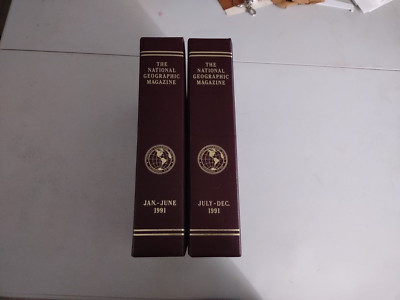 THE
NATIONAL
GEOGRAPHIC
MAGAZINE
JAN.–JUNE
1991
THE
NATIONAL
GEOGRAPHIC
MAGAZINE
JULY–DEC.
1991